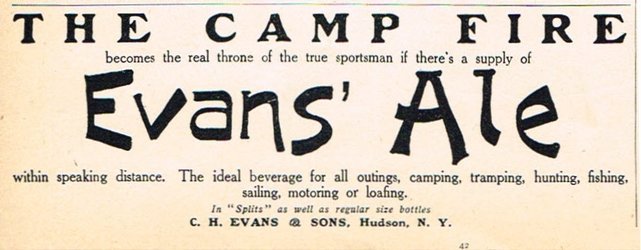 THE CAMP FIRE
becomes the real throne of the true sportsman if there's a supply of
Evans' Ale
within speaking distance. The ideal beverage for all outings, camping, tramping, hunting, fishing,
sailing, motoring or loafing.
In "Splits" as well as regular size bottles
C. H. EVANS @ SONS, Hudson, N. Y.
42